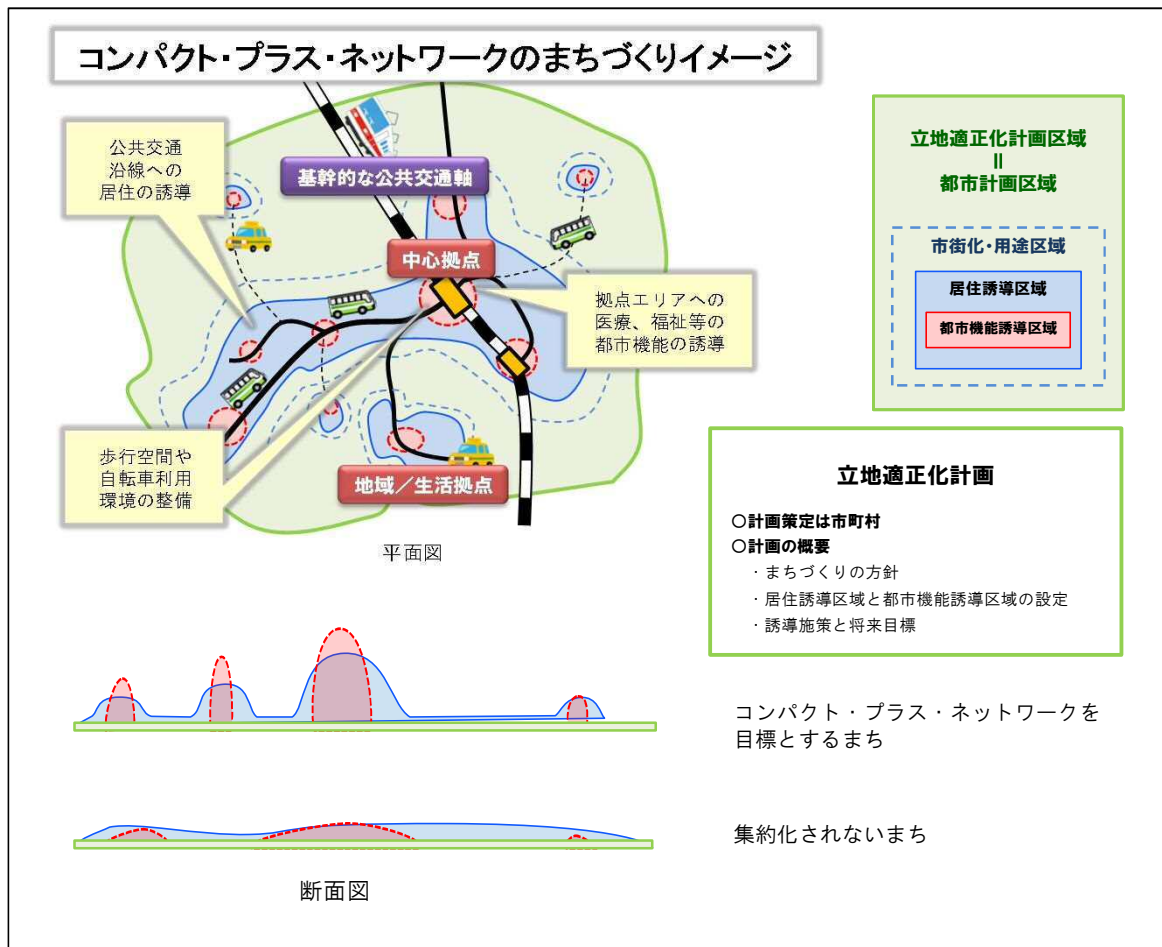 コンパクト・プラス・ネットワークのまちづくりイメージ
公共交通
沿線への
居住の誘導
基幹的な公共交通軸
中心拠点
拠点エリアへの
医療、福祉等の
都市機能の誘導
歩行空間や
自転車利用
環境の整備
地域／生活拠点
平面図
立地適正化計画区域
＝
都市計画区域
市街化・用途区域
居住誘導区域
都市機能誘導区域
立地適正化計画
○計画策定は市町村
○計画の概要
・まちづくりの方針
・居住誘導区域と都市機能誘導区域の設定
・誘導施策と将来目標
コンパクト・プラス・ネットワークを
目標とするまち
集約化されないまち
断面図